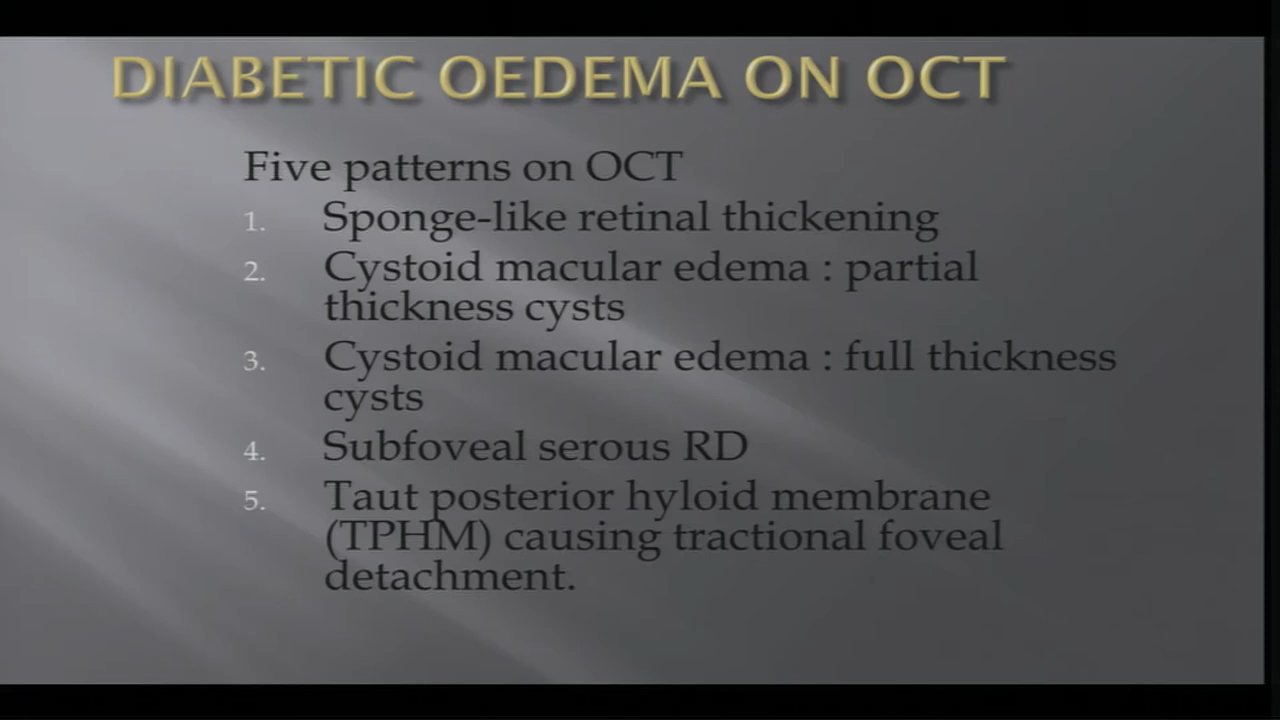 DIABETIC OEDEMA ON OCT
Five patterns on OCT
1. Sponge-like retinal thickening
2. Cystoid macular edema : partial
thickness cysts
3. Cystoid macular edema : full thickness
cysts
4. Subfoveal serous RD
5. Taut posterior hyloid membrane
(TPHM) causing tractional foveal
detachment.